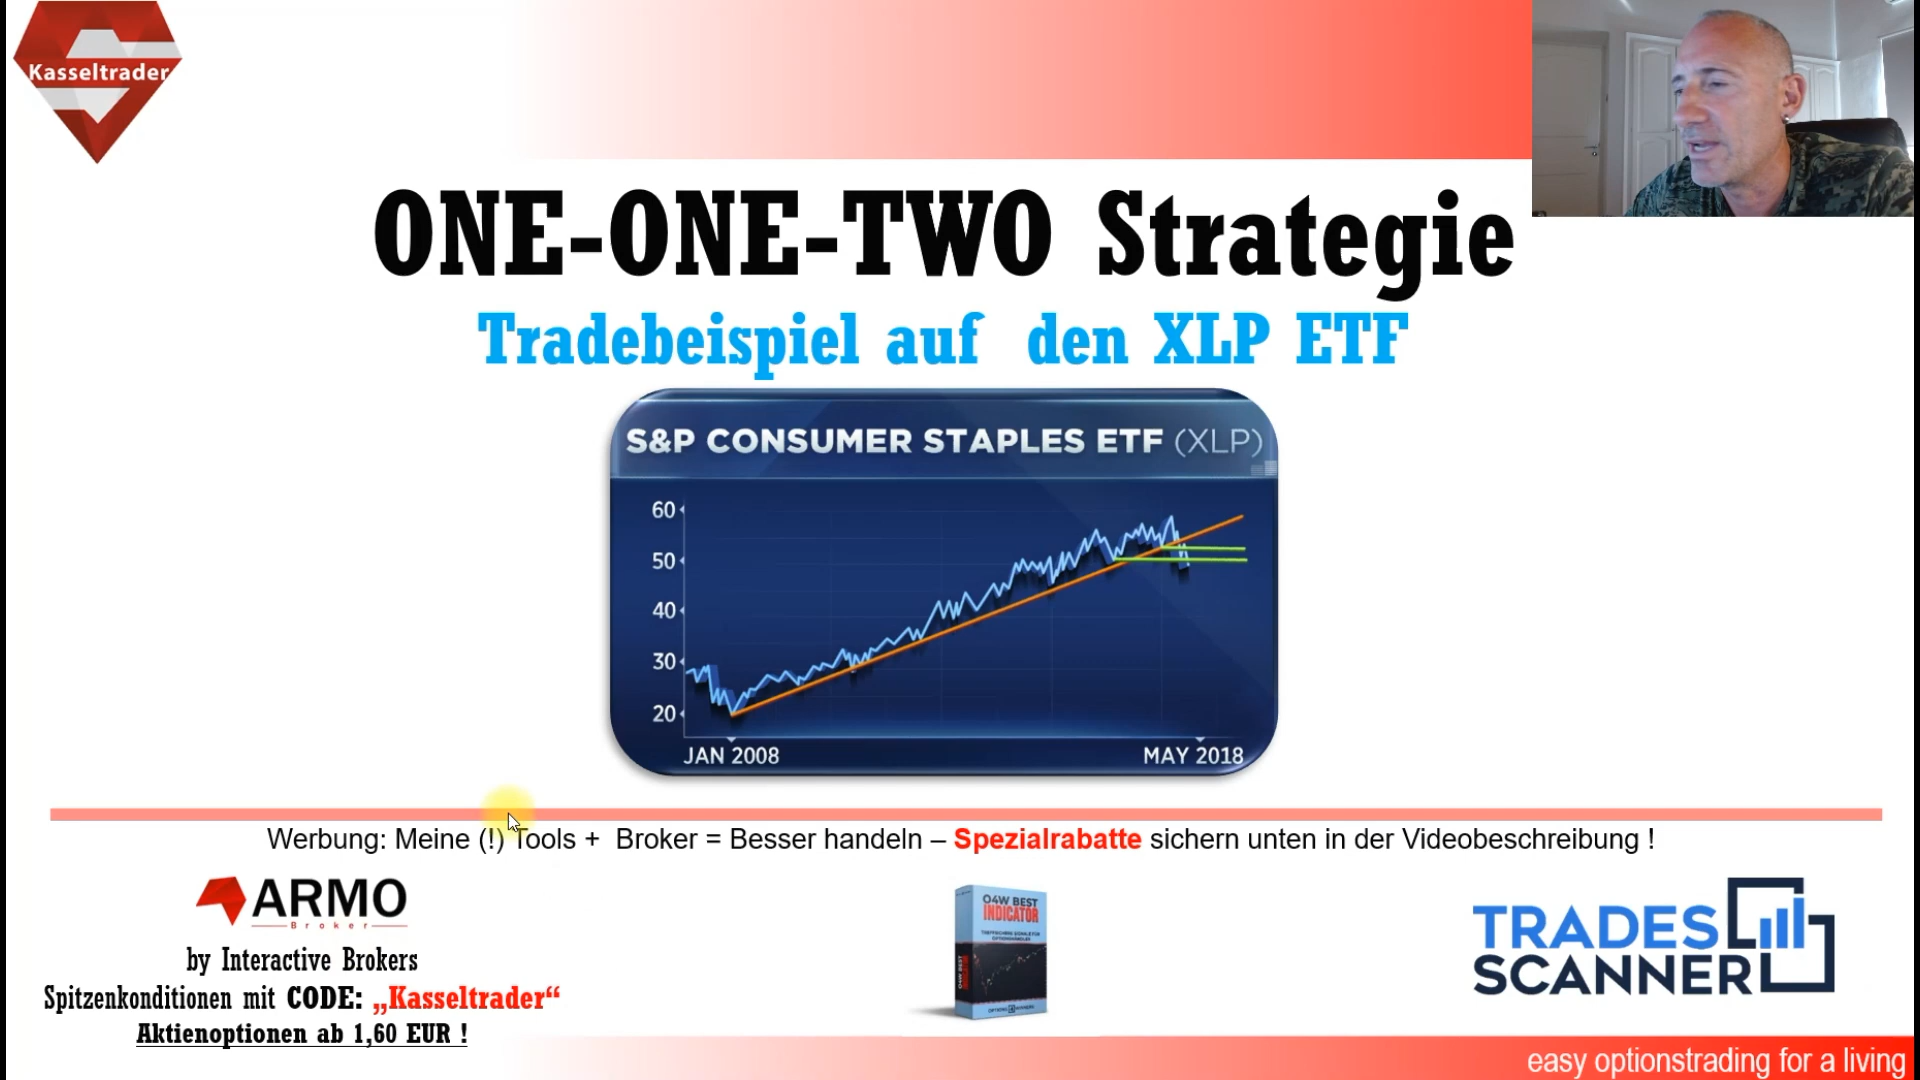 Kasseltrader
ONE-ONE-TWO Strategie
Tradebeispiel auf den XLP ETF
S&P CONSUMER STAPLES ETF (XLP)
60
50
40
30
20
JAN 2008
MAY 2018
Werbung: Meine (!) Tools + Broker = Besser handeln – Spezialrabatte sichern unten in der Videobeschreibung !
ARMO
Broker
by Interactive Brokers
Spitzenkonditionen mit CODE: „Kasseltrader“
Aktienoptionen ab 1,60 EUR !
O4W BEST
INDICATOR
TRADES
SCANNER
easy optionstrading for a living